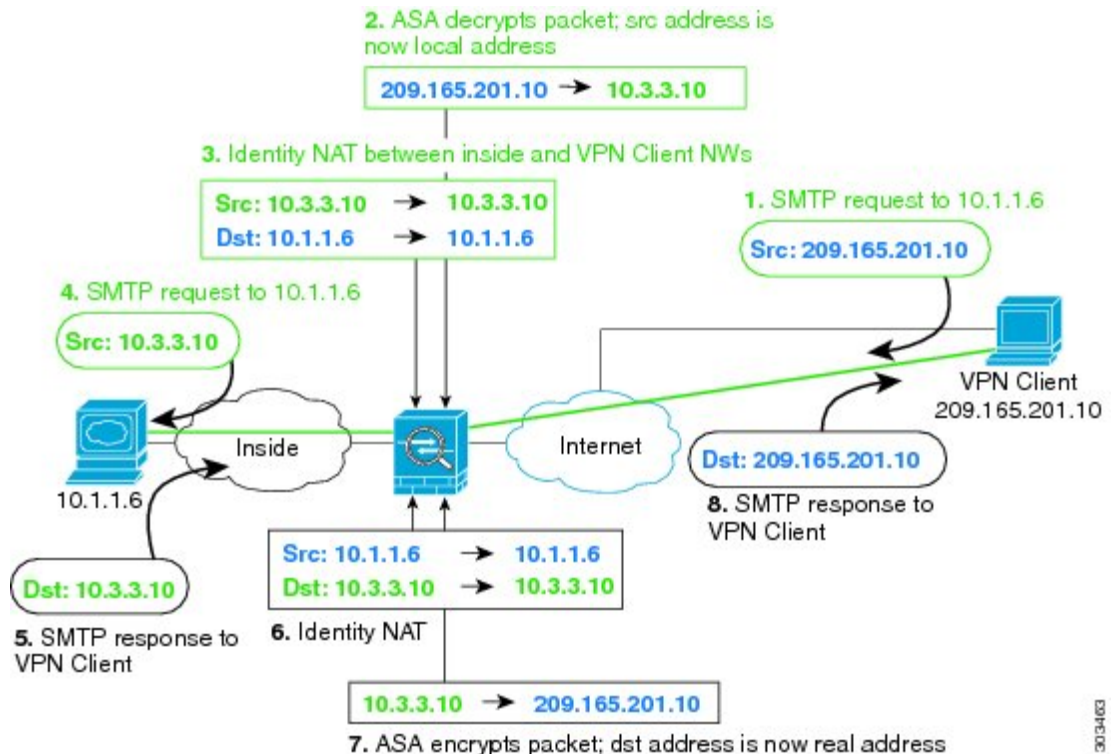 2. ASA decrypts packet; src address is
now local address
209.165.201.10 → 10.3.3.10
3. Identity NAT between inside and VPN Client NWs
Src: 10.3.3.10 → 10.3.3.10
Dst: 10.1.1.6 → 10.1.1.6
1. SMTP request to 10.1.1.6
Src: 209.165.201.10
4. SMTP request to 10.1.1.6
Src: 10.3.3.10
VPN Client
209.165.201.10
Inside
Internet
10.1.1.6
Dst: 209.165.201.10
8. SMTP response to
VPN Client
Src: 10.1.1.6 → 10.1.1.6
Dst: 10.3.3.10 → 10.3.3.10
6. Identity NAT
Dst: 10.3.3.10
5. SMTP response to
VPN Client
10.3.3.10 → 209.165.201.10
7. ASA encrypts packet; dst address is now real address
303463